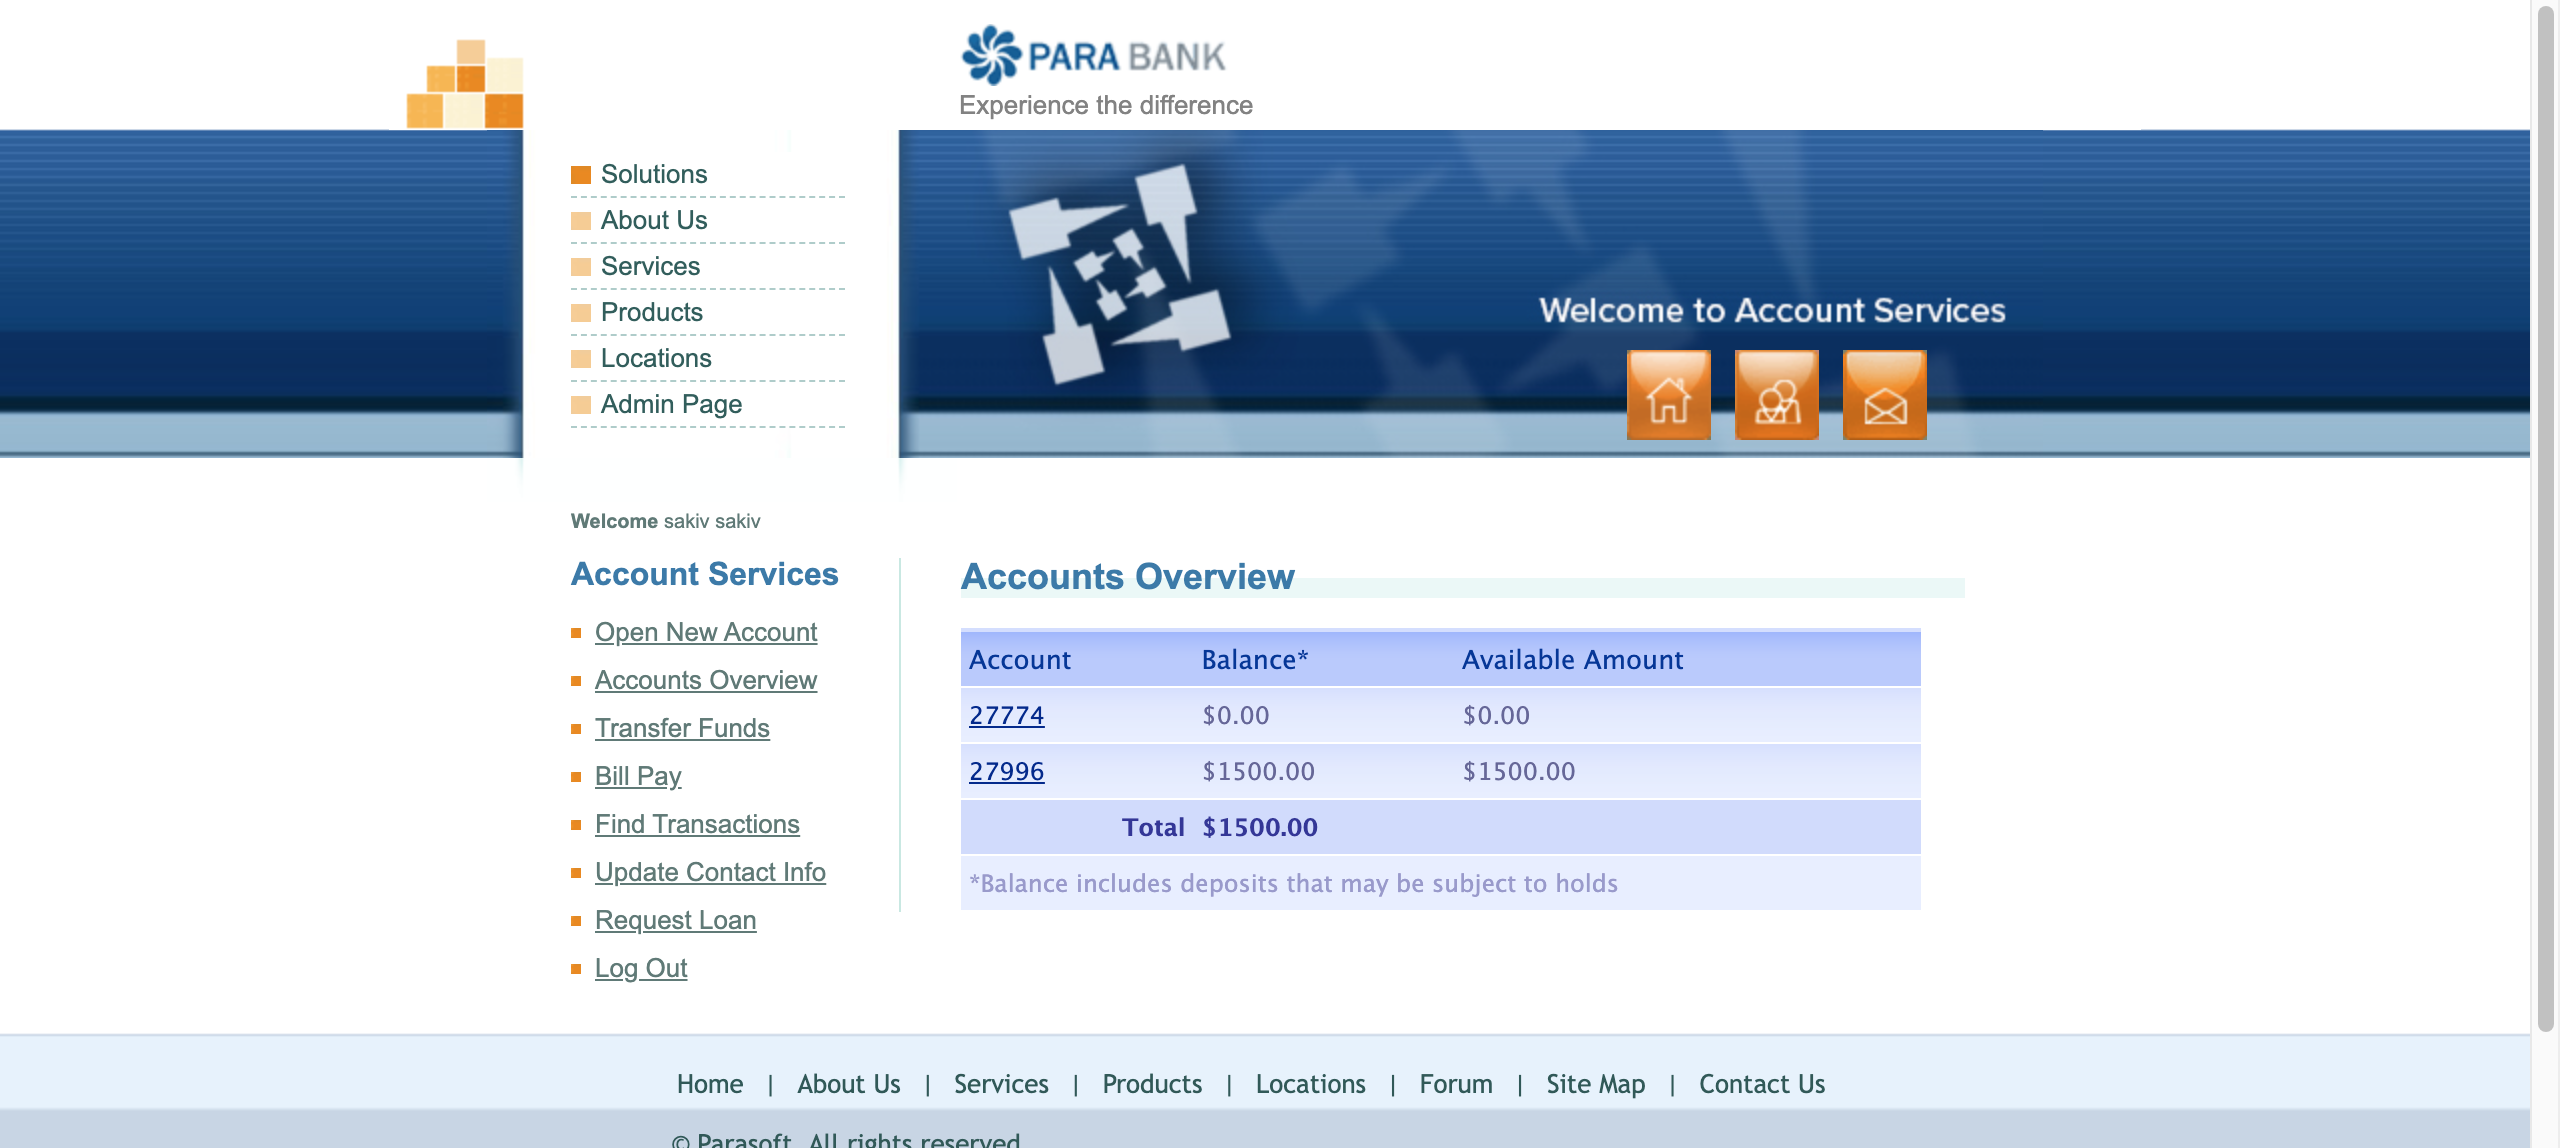 PARA BANK
Experience the difference
Solutions
About Us
Services
Products
Locations
Admin Page
Welcome to Account Services
Welcome sakiv sakiv
Account Services
Open New Account
Accounts Overview
Transfer Funds
Bill Pay
Find Transactions
Update Contact Info
Request Loan
Log Out
Accounts Overview
Account Balance* Available Amount
27774 $0.00 $0.00
27996 $1500.00 $1500.00
Total $1500.00
*Balance includes deposits that may be subject to holds
Home | About Us | Services | Products | Locations | Forum | Site Map | Contact Us
© Parasoft. All rights reserved.